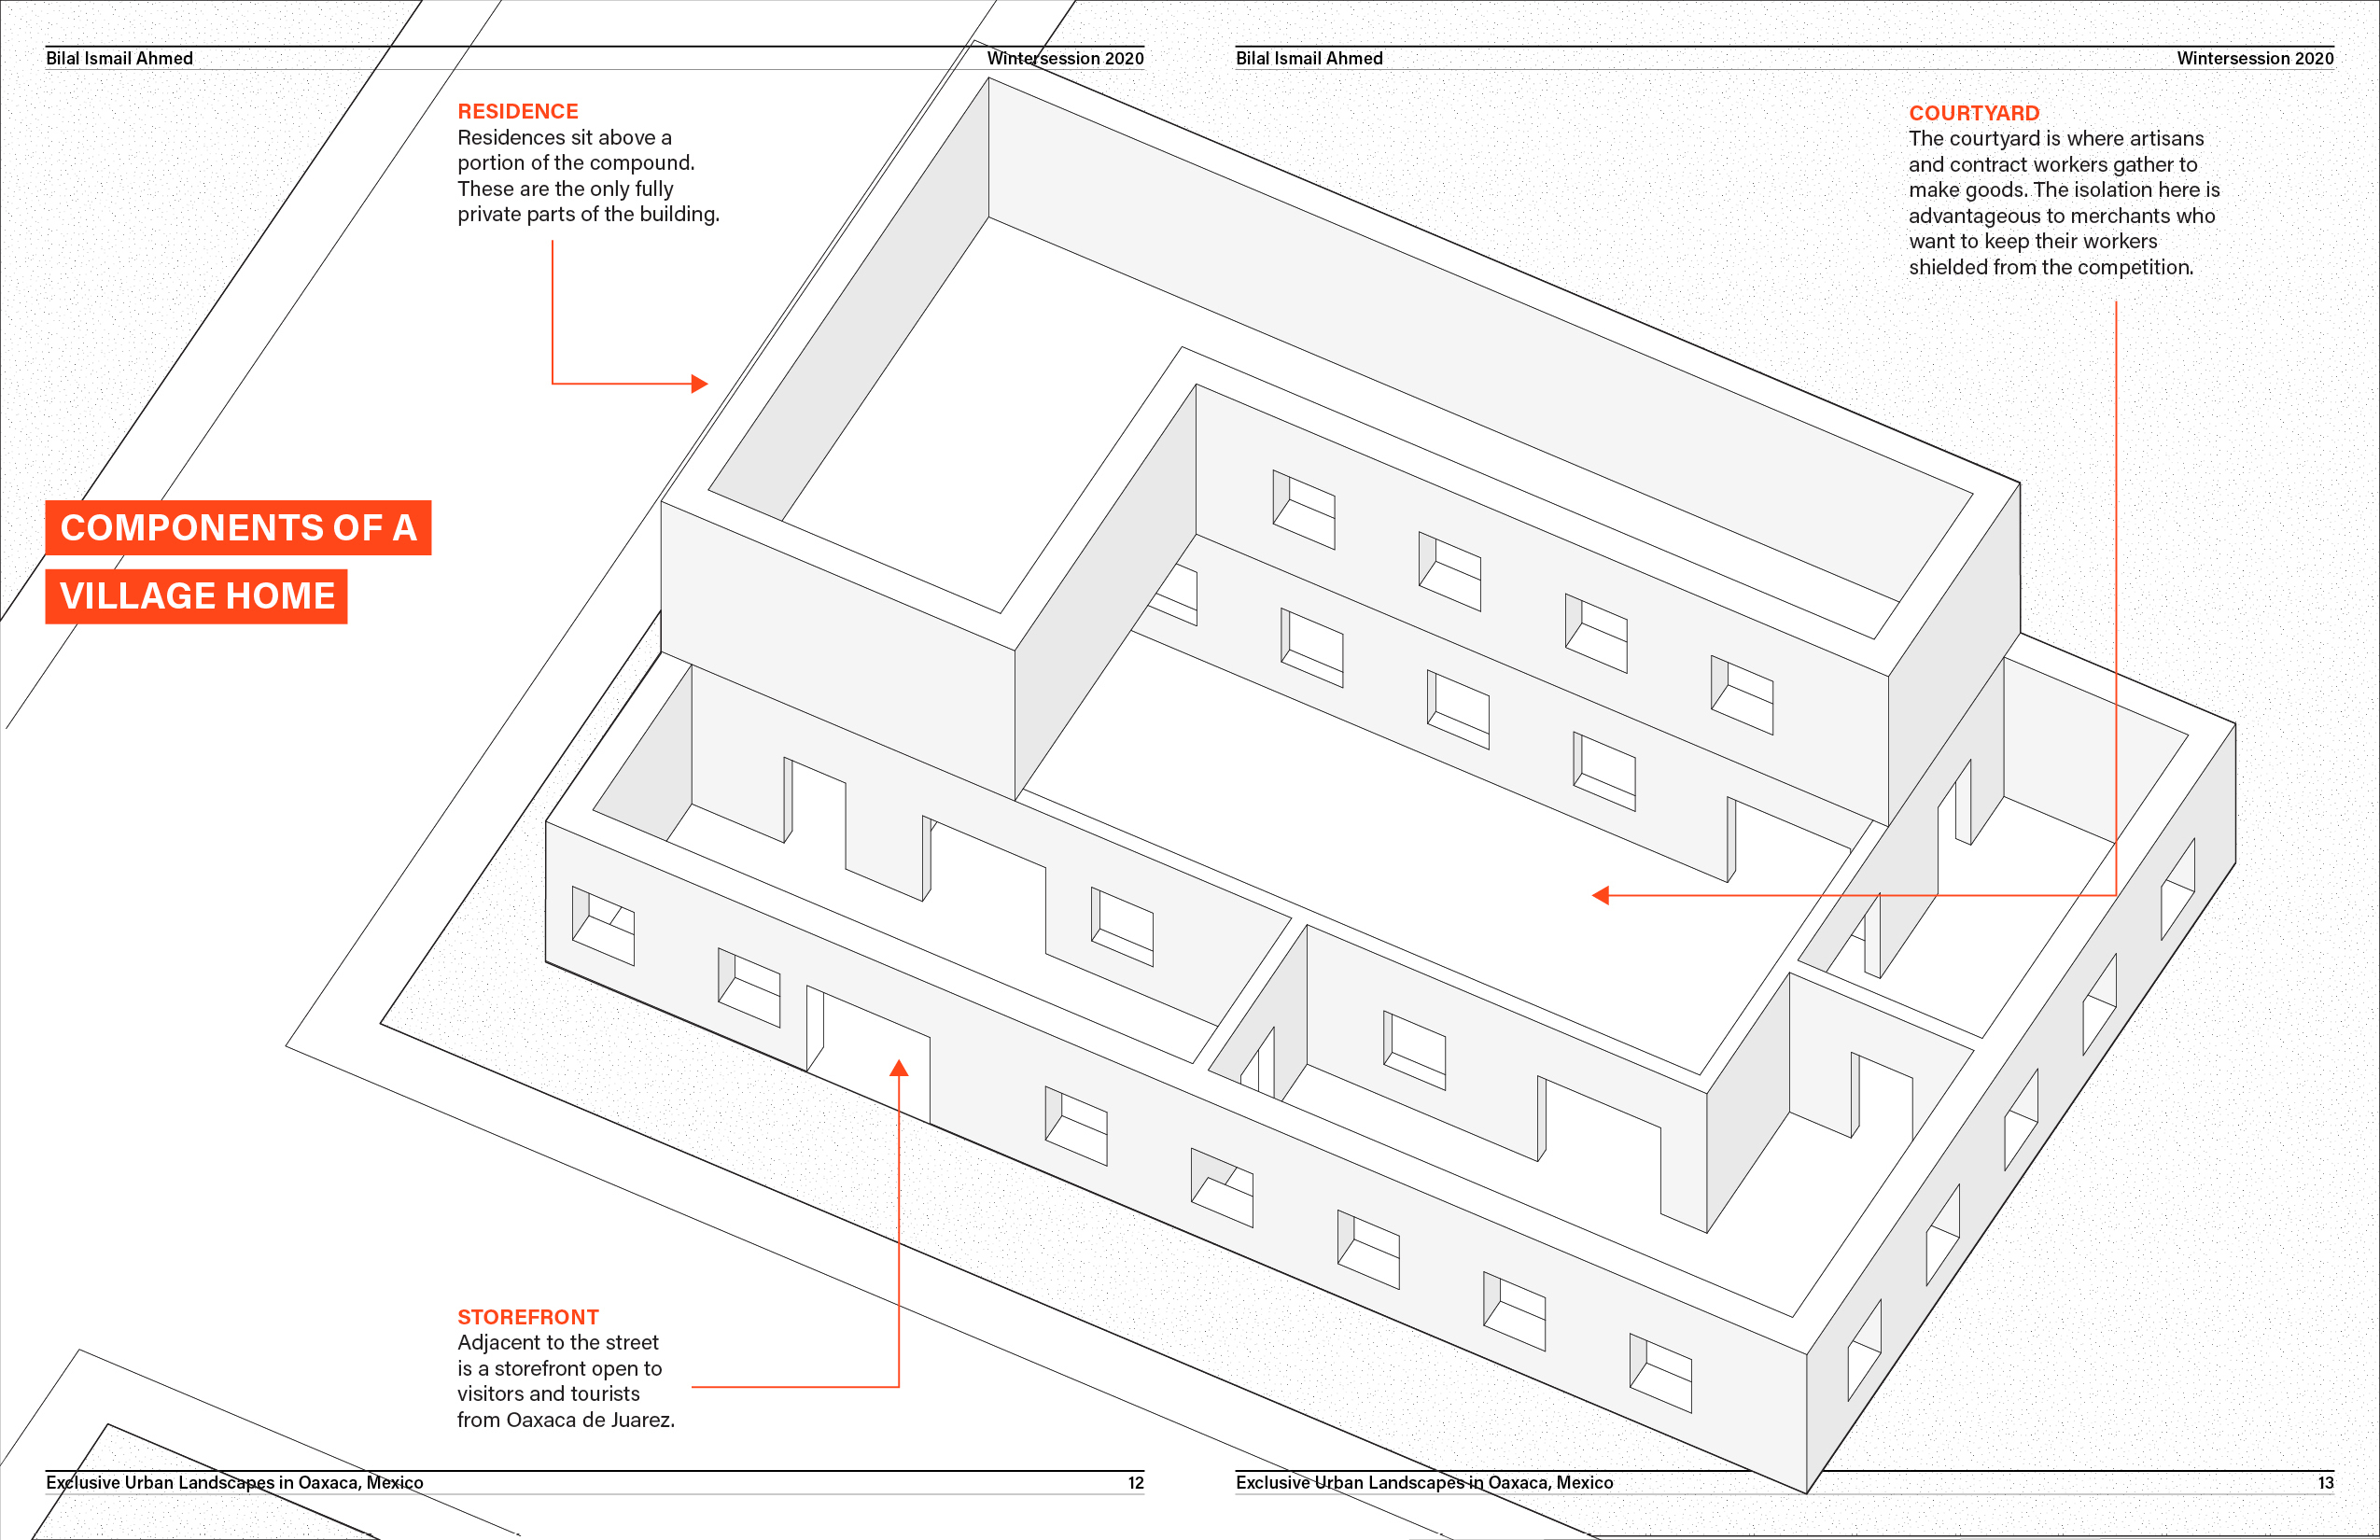 Bilal Ismail Ahmed
Wintersession 2020
Bilal Ismail Ahmed
Wintersession 2020
RESIDENCE
Residences sit above a
portion of the compound.
These are the only fully
private parts of the building.
COURTYARD
The courtyard is where artisans
and contract workers gather to
make goods. The isolation here is
advantageous to merchants who
want to keep their workers
shielded from the competition.
COMPONENTS OF A
VILLAGE HOME
STOREFRONT
Adjacent to the street
is a storefront open to
visitors and tourists
from Oaxaca de Juarez.
Exclusive Urban Landscapes in Oaxaca, Mexico
12
Exclusive Urban Landscapes in Oaxaca, Mexico
13